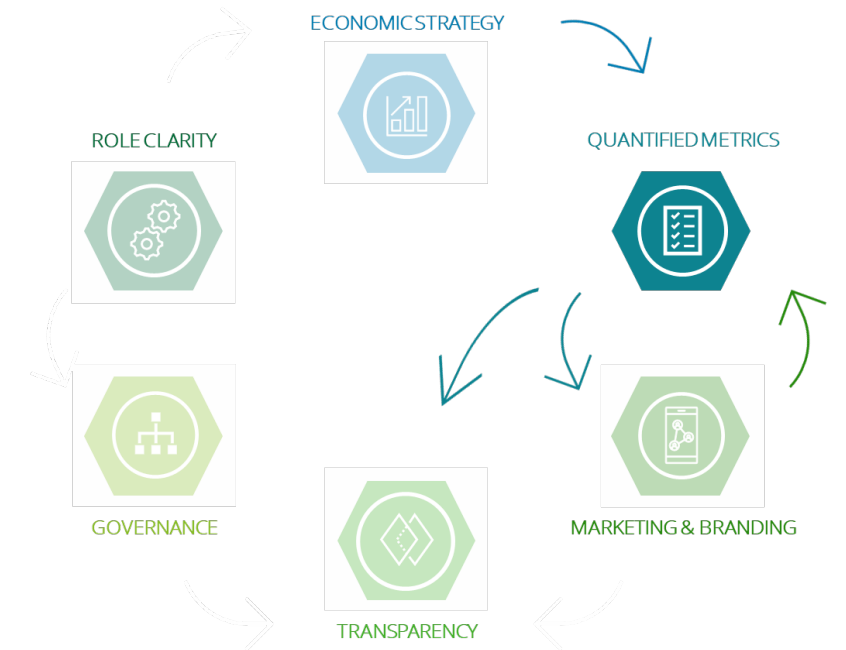 ECONOMIC STRATEGY
ROLE CLARITY
QUANTIFIED METRICS
GOVERNANCE
MARKETING & BRANDING
TRANSPARENCY